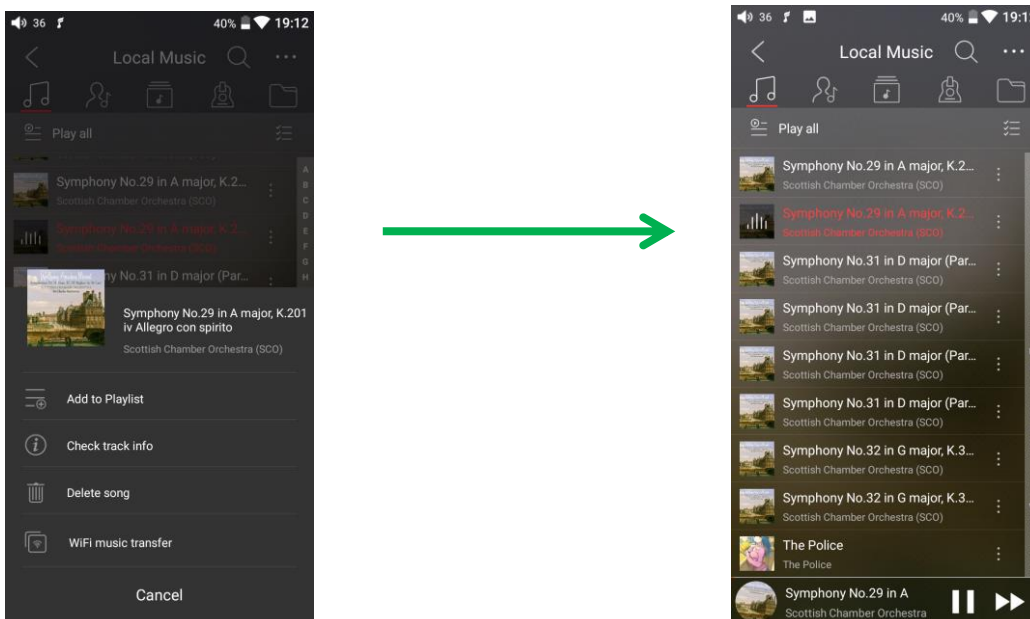 36
40%
19:12
Local Music
Play all
Symphony No.29 in A major, K.2...
Scottish Chamber Orchestra (SCO)
Symphony No.29 in A major, K.2...
Scottish Chamber Orchestra (SCO)
ny No.31 in D major (Par...
A
B
C
D
E
F
G
H
Symphony No.29 in A major, K.201
iv Allegro con spirito
Scottish Chamber Orchestra (SCO)
Add to Playlist
Check track info
Delete song
WiFi music transfer
Cancel
36
40%
19:1
Local Music
Play all
Symphony No.29 in A major, K.2...
Scottish Chamber Orchestra (SCO)
Symphony No.29 in A major, K.2...
Scottish Chamber Orchestra (SCO)
Symphony No.31 in D major (Par...
Scottish Chamber Orchestra (SCO)
Symphony No.31 in D major (Par...
Scottish Chamber Orchestra (SCO)
Symphony No.31 in D major (Par...
Scottish Chamber Orchestra (SCO)
Symphony No.31 in D major (Par...
Scottish Chamber Orchestra (SCO)
Symphony No.32 in G major, K.3...
Scottish Chamber Orchestra (SCO)
Symphony No.32 in G major, K.3...
Scottish Chamber Orchestra (SCO)
The Police
The Police
Symphony No.29 in A
Scottish Chamber Orchestra